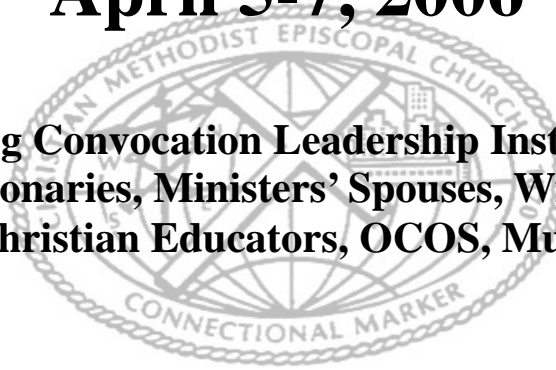 April 5-7, 2006
METHODIST EPISCOPAL CHURCH
g Convocation Leadership Inst
onaries, Ministers’ Spouses, W
hristian Educators, OCOS, Mu
CONNECTIONAL MARKER